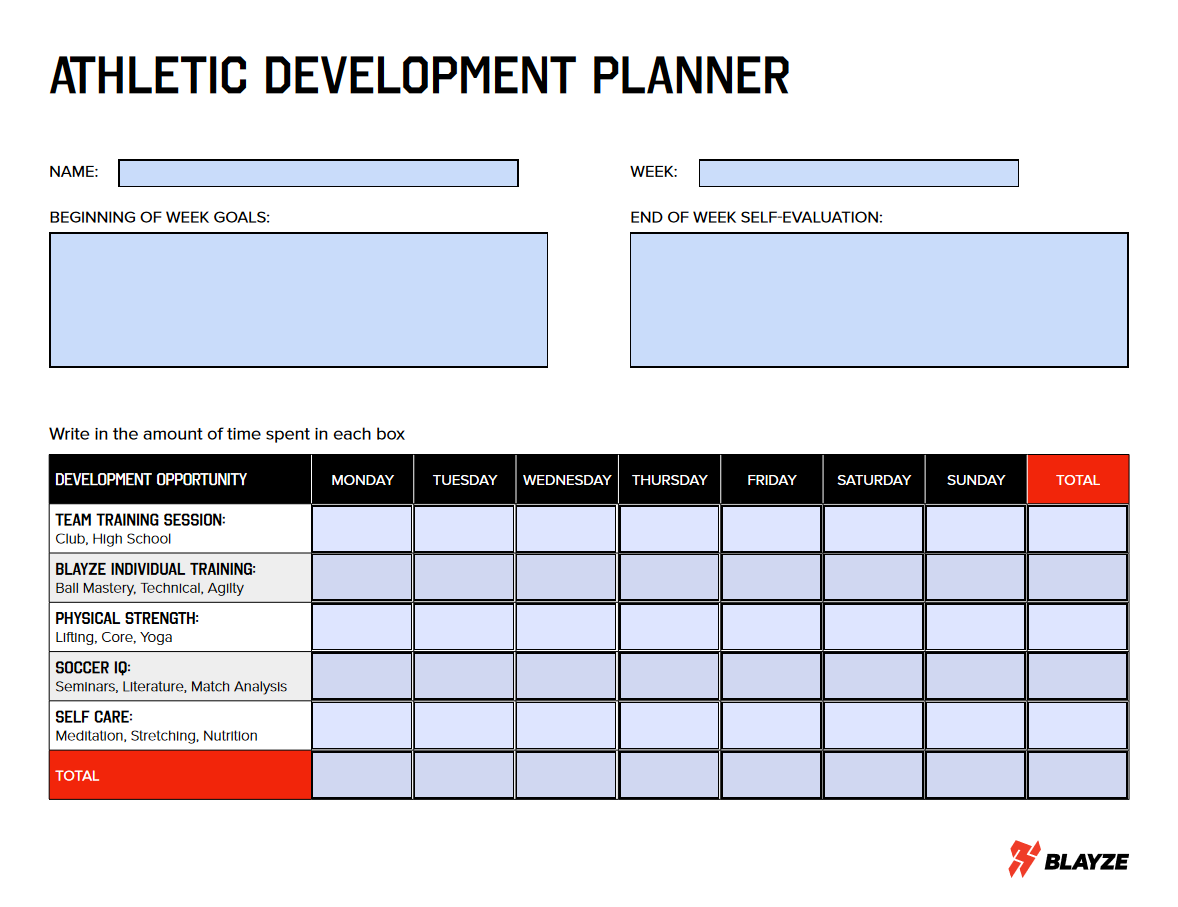 ATHLETIC DEVELOPMENT PLANNER
NAME:
WEEK:
BEGINNING OF WEEK GOALS:
END OF WEEK SELF-EVALUATION:
Write in the amount of time spent in each box
DEVELOPMENT OPPORTUNITY MONDAY TUESDAY WEDNESDAY THURSDAY FRIDAY SATURDAY SUNDAY TOTAL
TEAM TRAINING SESSION:
Club, High School
BLAYZE INDIVIDUAL TRAINING:
Ball Mastery, Technical, Agilty
PHYSICAL STRENGTH:
Lifting, Core, Yoga
SOCCER IQ:
Seminars, Literature, Match Analysis
SELF CARE:
Meditation, Stretching, Nutrition
TOTAL
BLAYZE